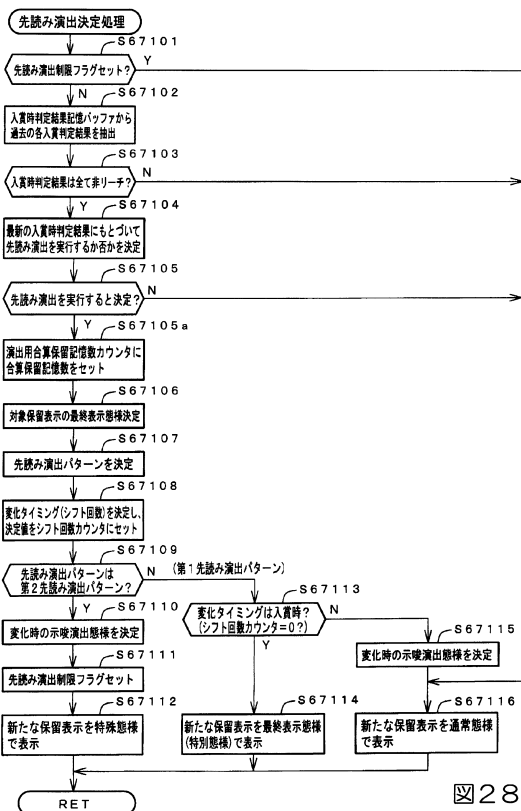 先読み演出決定処理
S67101
先読み演出制限フラグセット?
Y
N
S67102
入賞時判定結果記憶バッファから
過去の各入賞判定結果を抽出
S67103
入賞時判定結果は全て非リーチ?
N
Y
S67104
最新の入賞時判定結果にもとづいて
先読み演出を実行するか否かを決定
S67105
先読み演出を実行すると決定?
N
Y
S67105a
演出用合算保留記憶数カウンタに
合算保留記憶数をセット
S67106
対象保留表示の最終表示態様決定
S67107
先読み演出パターンを決定
S67108
変化タイミング(シフト回数)を決定し、
決定値をシフト回数カウンタにセット
S67109
先読み演出パターンは
第2先読み演出パターン?
N
(第1先読み演出パターン)
Y
S67110
変化時の示唆演出態様を決定
S67111
先読み演出制限フラグセット
S67112
新たな保留表示を特殊態様
で表示
S67113
変化タイミングは入賞時?
(シフト回数カウンタ=0?)
N
Y
S67114
新たな保留表示を最終表示態様
(特別態様)で表示
S67115
変化時の示唆演出態様を決定
S67116
新たな保留表示を通常態様
で表示
RET
図28